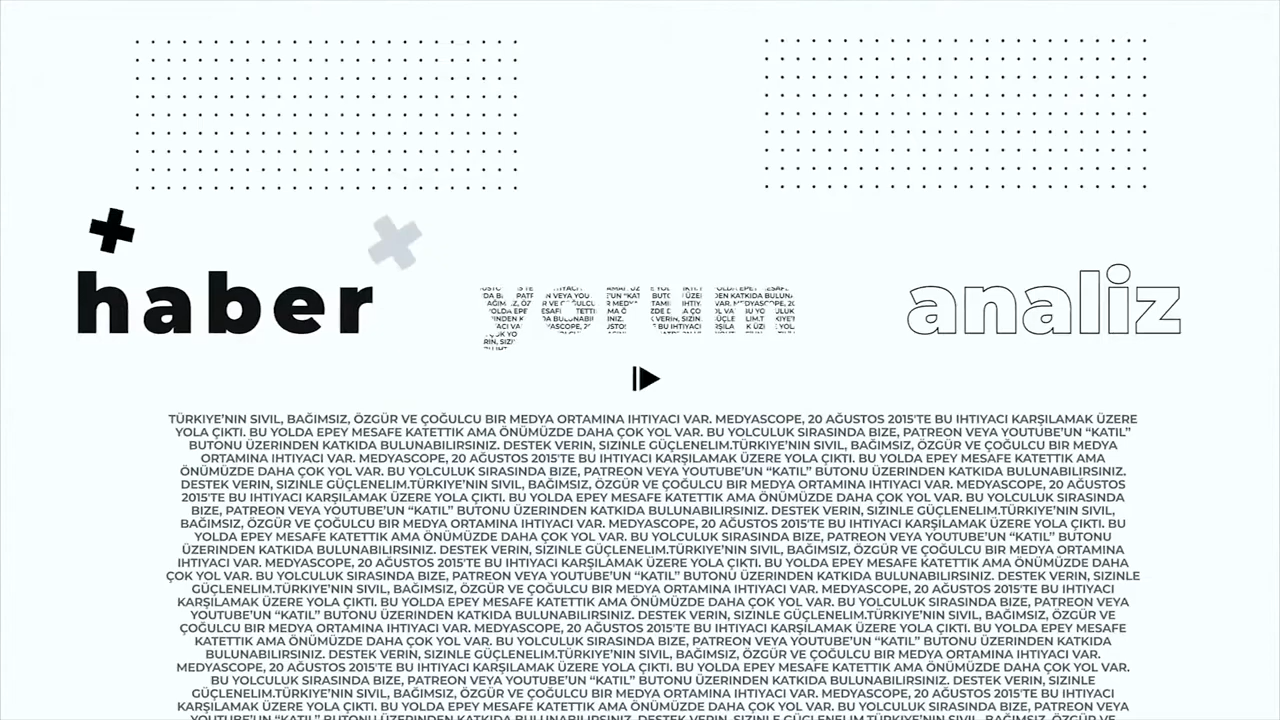 haber
yorum
analiz
TÜRKIYE'NIN SIVIL, BAĞIMSIZ, ÖZGÜR VE ÇOĞULCU BIR MEDYA ORTAMINA IHTIYACI VAR. MEDYASCOPE, 20 AĞUSTOS 2015'TE BU IHTIYACI KARŞILAMAK ÜZERE
YOLA ÇIKTI. BU YOLDA EPEY MESAFE KATETTIK AMA ÖNÜMÜZDE DAHA ÇOK YOL VAR. BU YOLCULUK SIRASINDA BIZE, PATREON VEYA YOUTUBE'UN “KATIL”
BUTONU ÜZERINDEN KATKIDA BULUNABILIRSINIZ. DESTEK VERIN, SIZINLE GÜÇLENELIM.TÜRKIYE'NIN SIVIL, BAĞIMSIZ, ÖZGÜR VE ÇOĞULCU BIR MEDYA
ORTAMINA IHTIYACI VAR. MEDYASCOPE, 20 AĞUSTOS 2015'TE BU IHTIYACI KARŞILAMAK ÜZERE YOLA ÇIKTI. BU YOLDA EPEY MESAFE KATETTIK AMA
ÖNÜMÜZDE DAHA ÇOK YOL VAR. BU YOLCULUK SIRASINDA BIZE, PATREON VEYA YOUTUBE'UN “KATIL” BUTONU ÜZERINDEN KATKIDA BULUNABILIRSINIZ.
DESTEK VERIN, SIZINLE GÜÇLENELIM.TÜRKIYE'NIN SIVIL, BAĞIMSIZ, ÖZGÜR VE ÇOĞULCU BIR MEDYA ORTAMINA IHTIYACI VAR. MEDYASCOPE, 20 AĞUSTOS
2015'TE BU IHTIYACI KARŞILAMAK ÜZERE YOLA ÇIKTI. BU YOLDA EPEY MESAFE KATETTIK AMA ÖNÜMÜZDE DAHA ÇOK YOL VAR. BU YOLCULUK SIRASINDA
BIZE, PATREON VEYA YOUTUBE'UN “KATIL” BUTONU ÜZERINDEN KATKIDA BULUNABILIRSINIZ. DESTEK VERIN, SIZINLE GÜÇLENELIM.TÜRKIYE'NIN SIVIL,
BAĞIMSIZ, ÖZGÜR VE ÇOĞULCU BIR MEDYA ORTAMINA IHTIYACI VAR. MEDYASCOPE, 20 AĞUSTOS 2015'TE BU IHTIYACI KARŞILAMAK ÜZERE YOLA ÇIKTI. BU
YOLDA EPEY MESAFE KATETTIK AMA ÖNÜMÜZDE DAHA ÇOK YOL VAR. BU YOLCULUK SIRASINDA BIZE, PATREON VEYA YOUTUBE'UN “KATIL” BUTONU
ÜZERINDEN KATKIDA BULUNABILIRSINIZ. DESTEK VERIN, SIZINLE GÜÇLENELIM.TÜRKIYE'NIN SIVIL, BAĞIMSIZ, ÖZGÜR VE ÇOĞULCU BIR MEDYA ORTAMINA
IHTIYACI VAR. MEDYASCOPE, 20 AĞUSTOS 2015'TE BU IHTIYACI KARŞILAMAK ÜZERE YOLA ÇIKTI. BU YOLDA EPEY MESAFE KATETTIK AMA ÖNÜMÜZDE DAHA
ÇOK YOL VAR. BU YOLCULUK SIRASINDA BIZE, PATREON VEYA YOUTUBE'UN “KATIL” BUTONU ÜZERINDEN KATKIDA BULUNABILIRSINIZ. DESTEK VERIN, SIZINLE
GÜÇLENELIM.TÜRKIYE'NIN SIVIL, BAĞIMSIZ, ÖZGÜR VE ÇOĞULCU BIR MEDYA ORTAMINA IHTIYACI VAR. MEDYASCOPE, 20 AĞUSTOS 2015'TE BU IHTIYACI
KARŞILAMAK ÜZERE YOLA ÇIKTI. BU YOLDA EPEY MESAFE KATETTIK AMA ÖNÜMÜZDE DAHA ÇOK YOL VAR. BU YOLCULUK SIRASINDA BIZE, PATREON VEYA
YOUTUBE'UN “KATIL” BUTONU ÜZERINDEN KATKIDA BULUNABILIRSINIZ. DESTEK VERIN, SIZINLE GÜÇLENELIM.TÜRKIYE'NIN SIVIL, BAĞIMSIZ, ÖZGÜR VE
ÇOĞULCU BIR MEDYA ORTAMINA IHTIYACI VAR. MEDYASCOPE, 20 AĞUSTOS 2015'TE BU IHTIYACI KARŞILAMAK ÜZERE YOLA ÇIKTI. BU YOLDA EPEY MESAFE
KATETTIK AMA ÖNÜMÜZDE DAHA ÇOK YOL VAR. BU YOLCULUK SIRASINDA BIZE, PATREON VEYA YOUTUBE'UN “KATIL” BUTONU ÜZERINDEN KATKIDA
BULUNABILIRSINIZ. DESTEK VERIN, SIZINLE GÜÇLENELIM.TÜRKIYE'NIN SIVIL, BAĞIMSIZ, ÖZGÜR VE ÇOĞULCU BIR MEDYA ORTAMINA IHTIYACI VAR.
MEDYASCOPE, 20 AĞUSTOS 2015'TE BU IHTIYACI KARŞILAMAK ÜZERE YOLA ÇIKTI. BU YOLDA EPEY MESAFE KATETTIK AMA ÖNÜMÜZDE DAHA ÇOK YOL VAR.
BU YOLCULUK SIRASINDA BIZE, PATREON VEYA YOUTUBE'UN “KATIL” BUTONU ÜZERINDEN KATKIDA BULUNABILIRSINIZ. DESTEK VERIN, SIZINLE
GÜÇLENELIM.TÜRKIYE'NIN SIVIL, BAĞIMSIZ, ÖZGÜR VE ÇOĞULCU BIR MEDYA ORTAMINA IHTIYACI VAR. MEDYASCOPE, 20 AĞUSTOS 2015'TE BU IHTIYACI
KARŞILAMAK ÜZERE YOLA ÇIKTI. BU YOLDA EPEY MESAFE KATETTIK AMA ÖNÜMÜZDE DAHA ÇOK YOL VAR. BU YOLCULUK SIRASINDA BIZE, PATREON VEYA
YOUTUBE'UN “KATIL” BUTONU ÜZERINDEN KATKIDA BULUNABILIRSINIZ. DESTEK VERIN, SIZINLE GÜÇLENELIM.TÜRKIYE'NIN SIVIL, BAĞIMSIZ, ÖZGÜR VE